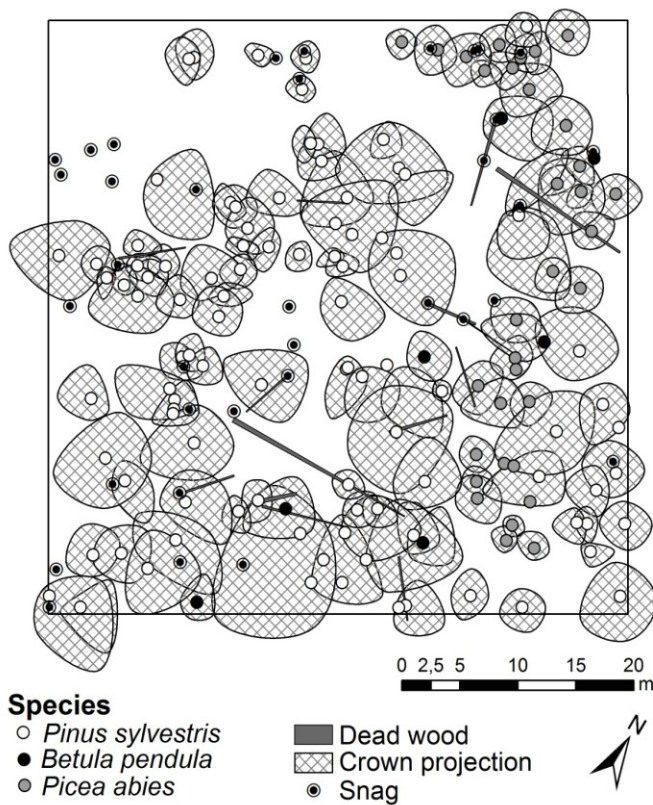 0 2,5 5 10 15 20
m
Species
Pinus sylvestris
Betula pendula
Picea abies
Dead wood
Crown projection
Snag
N